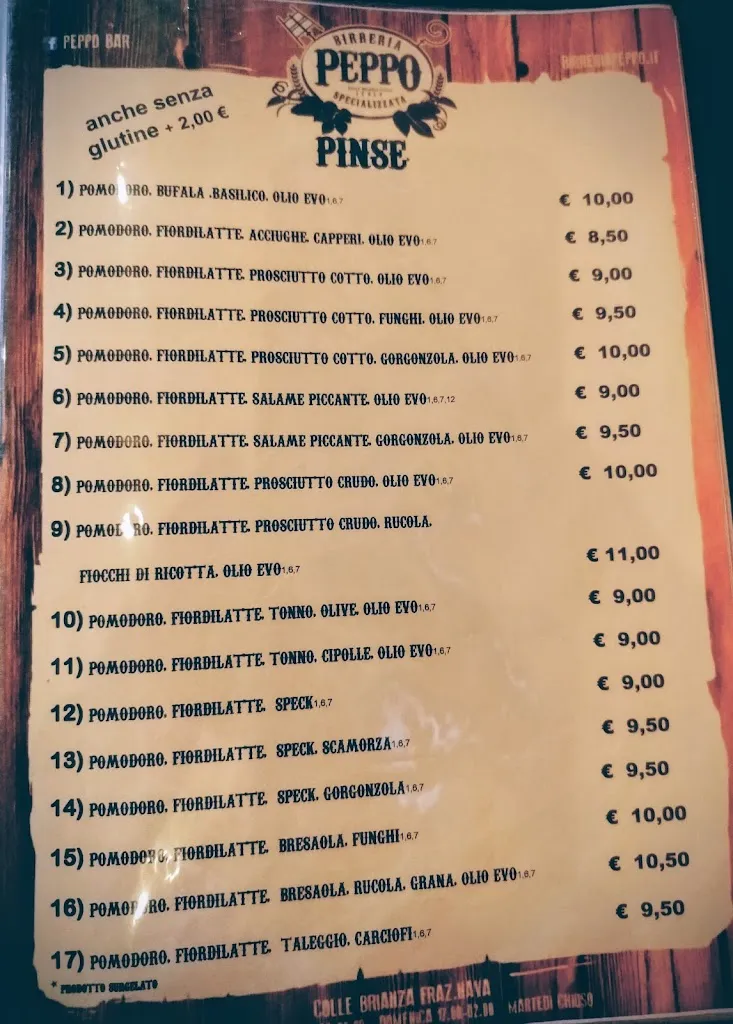 PEPPO BAR
BIRRERIAPEPPO.IT
BIRRERIA
PEPPO
SPECIALIZZATA
anche senza
glutine + 2,00 €
PINSE
1) POMODORO. BUFALA .BASILICO. OLIO EVO1,6,7 € 10,00
2) POMODORO. FIORDILATTE. ACCIUGHE. CAPPERI. OLIO EVO1,6,7 € 8,50
3) POMODORO. FIORDILATTE. PROSCIUTTO COTTO. OLIO EVO1,6,7 € 9,00
4) POMODORO. FIORDILATTE. PROSCIUTTO COTTO. FUNGHI. OLIO EVO1,6,7 € 9,50
5) POMODORO. FIORDILATTE. PROSCIUTTO COTTO. GORGONZOLA. OLIO EVO1,6,7 € 10,00
6) POMODORO. FIORDILATTE. SALAME PICCANTE. OLIO EVO1,6,7,12 € 9,00
7) POMODORO. FIORDILATTE. SALAME PICCANTE. GORGONZOLA. OLIO EVO1,6,7 € 9,50
8) POMODORO. FIORDILATTE. PROSCIUTTO CRUDO. OLIO EVO1,6,7 € 10,00
9) POMODORO. FIORDILATTE. PROSCIUTTO CRUDO. RUCOLA.
FIOCCHI DI RICOTTA. OLIO EVO1,6,7 € 11,00
10) POMODORO. FIORDILATTE. TONNO. OLIVE. OLIO EVO1,6,7 € 9,00
11) POMODORO. FIORDILATTE. TONNO. CIPOLLE. OLIO EVO1,6,7 € 9,00
12) POMODORO. FIORDILATTE. SPECK1,6,7 € 9,00
13) POMODORO. FIORDILATTE. SPECK. SCAMORZA1,6,7 € 9,50
14) POMODORO. FIORDILATTE. SPECK. GORGONZOLA1,6,7 € 9,50
15) POMODORO. FIORDILATTE. BRESAOLA. FUNGHI1,6,7 € 10,00
16) POMODORO. FIORDILATTE. BRESAOLA. RUCOLA. GRANA. OLIO EVO1,6,7 € 10,50
17) POMODORO. FIORDILATTE. TALEGGIO. CARCIOFI1,6,7 € 9,50
* PRODOTTO SURGELATO
COLLE BRIANZA FRAZ.NAVA
DOMENICA 17.00-02.00 MARTEDI CHIUSO